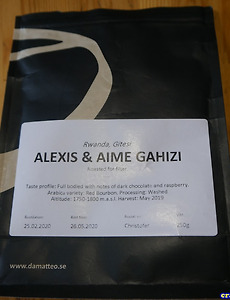 Rwanda, Gitesi
ALEXIS & AIME GAHIZI
Roasted for filter
Taste profile: Full bodied with notes of dark chocolate and raspberry.
Arabica variety: Red Bourbon. Processing: Washed
Altitude: 1750-1800 m.a.s.l. Harvest: May 2019
25.02.2020 26.05.2020 Christofer 250g
www.damatteo.se